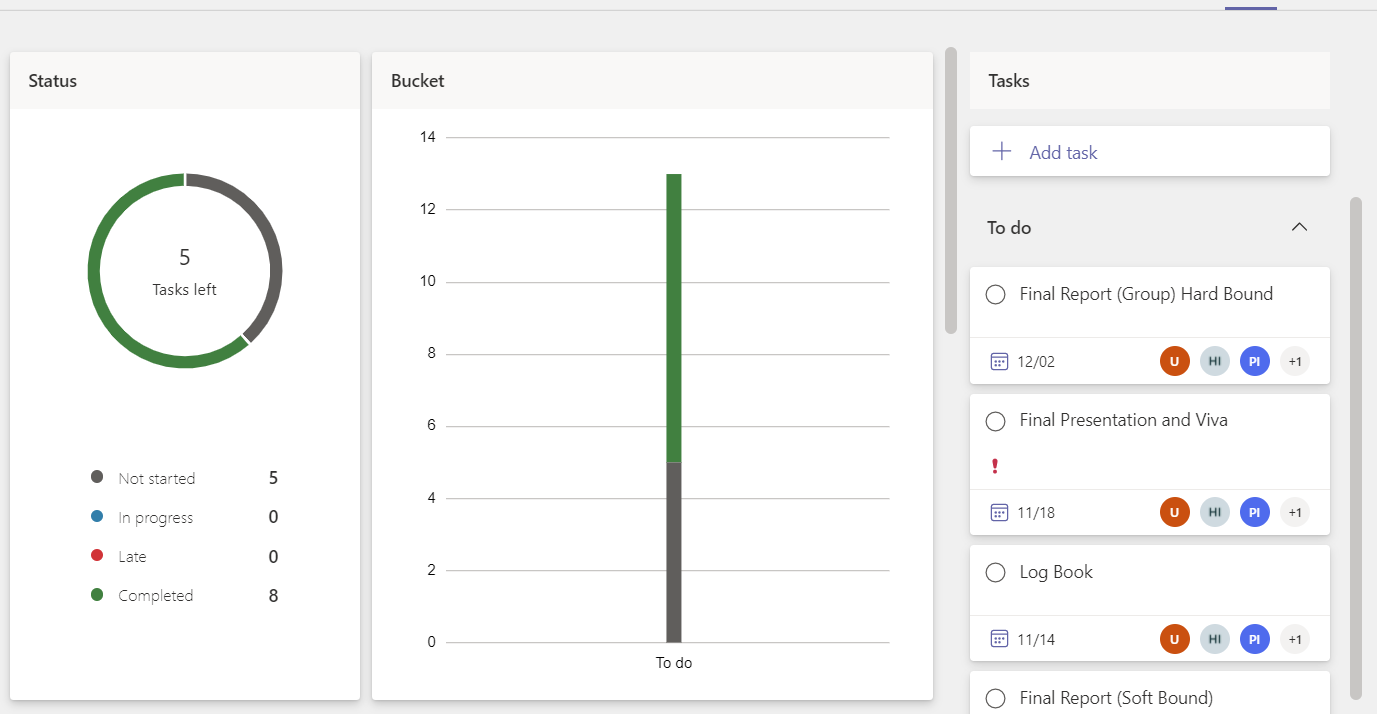 Status
5
Tasks left
Not started 5
In progress 0
Late 0
Completed 8
Bucket
14
12
10
8
6
4
2
0
To do
Tasks
Add task
To do
Final Report (Group) Hard Bound
12/02 U HI PI +1
Final Presentation and Viva
11/18 U HI PI +1
Log Book
11/14 U HI PI +1
Final Report (Soft Bound)